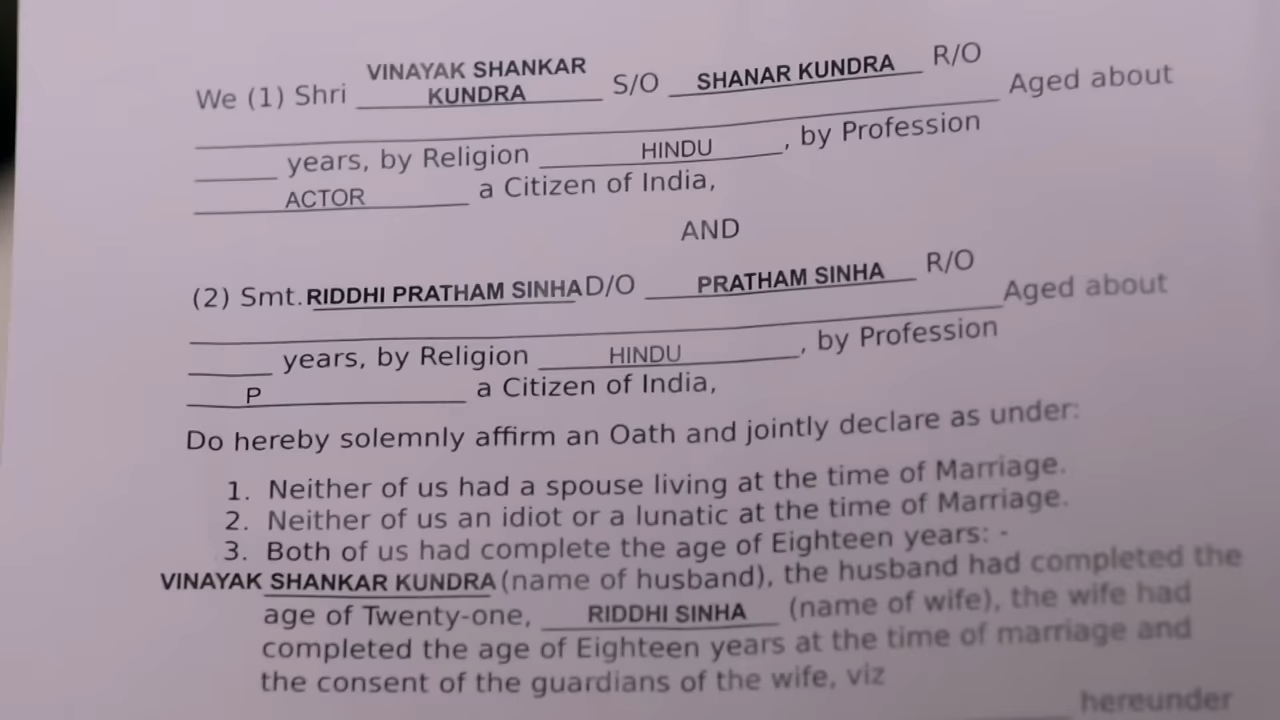 VINAYAK SHANKAR
We (1) Shri KUNDRA S/O SHANAR KUNDRA R/O
Aged about
years, by Religion HINDU, by Profession
ACTOR a Citizen of India,
AND
(2) Smt. RIDDHI PRATHAM SINHA D/O PRATHAM SINHA R/O
Aged about
years, by Religion HINDU, by Profession
P a Citizen of India,
Do hereby solemnly affirm an Oath and jointly declare as under:
1. Neither of us had a spouse living at the time of Marriage.
2. Neither of us an idiot or a lunatic at the time of Marriage.
3. Both of us had complete the age of Eighteen years: -
VINAYAK SHANKAR KUNDRA (name of husband), the husband had completed the
age of Twenty-one, RIDDHI SINHA (name of wife), the wife had
completed the age of Eighteen years at the time of marriage and
the consent of the guardians of the wife, viz
hereunder